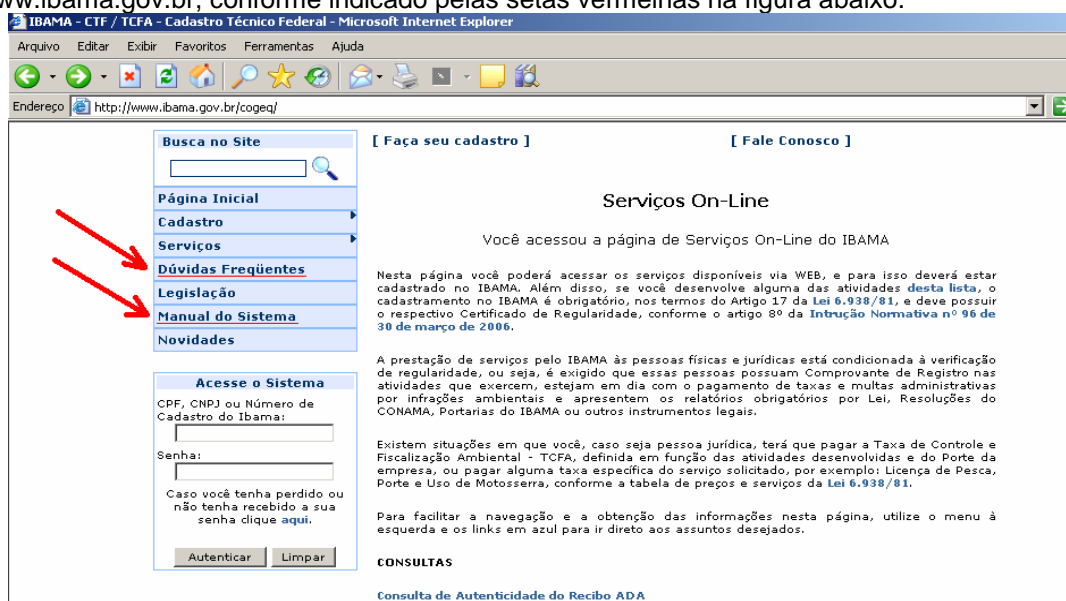 ww.ibama.gov.br, conforme indicado pelas setas vermelhas na figura abaixo:
IBAMA - CTF / TCFA - Cadastro Técnico Federal - Microsoft Internet Explorer
Arquivo Editar Exibir Favoritos Ferramentas Ajuda
Endereço http://www.ibama.gov.br/cogeq/
Busca no Site
Página Inicial
Cadastro
Serviços
Dúvidas Freqüentes
Legislação
Manual do Sistema
Novidades
Acesse o Sistema
CPF, CNPJ ou Número de
Cadastro do Ibama:
Senha:
Caso você tenha perdido ou
não tenha recebido a sua
senha clique aqui.
Autenticar Limpar
[ Faça seu cadastro ] [ Fale Conosco ]
Serviços On-Line
Você acessou a página de Serviços On-Line do IBAMA
Nesta página você poderá acessar os serviços disponíveis via WEB, e para isso deverá estar
cadastrado no IBAMA. Além disso, se você desenvolve alguma das atividades desta lista, o
cadastramento no IBAMA é obrigatório, nos termos do Artigo 17 da Lei 6.938/81, e deve possuir
o respectivo Certificado de Regularidade, conforme o artigo 8º da Intrução Normativa nº 96 de
30 de março de 2006.
A prestação de serviços pelo IBAMA às pessoas físicas e jurídicas está condicionada à verificação
de regularidade, ou seja, é exigido que essas pessoas possuam Comprovante de Registro nas
atividades que exercem, estejam em dia com o pagamento de taxas e multas administrativas
por infrações ambientais e apresentem os relatórios obrigatórios por Lei, Resoluções do
CONAMA, Portarias do IBAMA ou outros instrumentos legais.
Existem situações em que você, caso seja pessoa jurídica, terá que pagar a Taxa de Controle e
Fiscalização Ambiental - TCFA, definida em função das atividades desenvolvidas e do Porte da
empresa, ou pagar alguma taxa específica do serviço solicitado, por exemplo: Licença de Pesca,
Porte e Uso de Motosserra, conforme a tabela de preços e serviços da Lei 6.938/81.
Para facilitar a navegação e a obtenção das informações nesta página, utilize o menu à
esquerda e os links em azul para ir direto aos assuntos desejados.
CONSULTAS
Consulta de Autenticidade do Recibo ADA